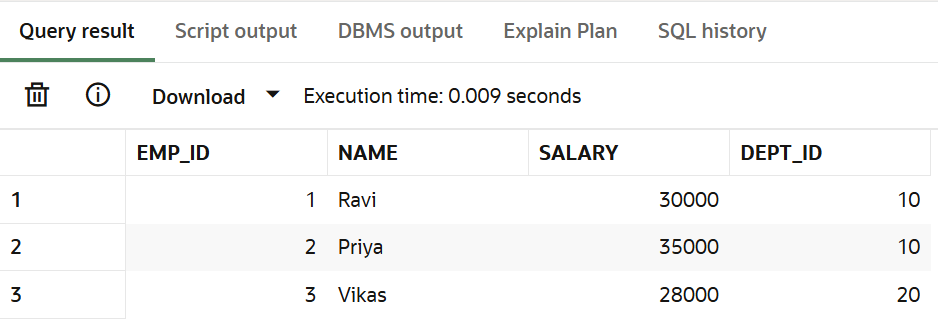 Query result Script output DBMS output Explain Plan SQL history
Download Execution time: 0.009 seconds
EMP_ID NAME SALARY DEPT_ID
1 1 Ravi 30000 10
2 2 Priya 35000 10
3 3 Vikas 28000 20